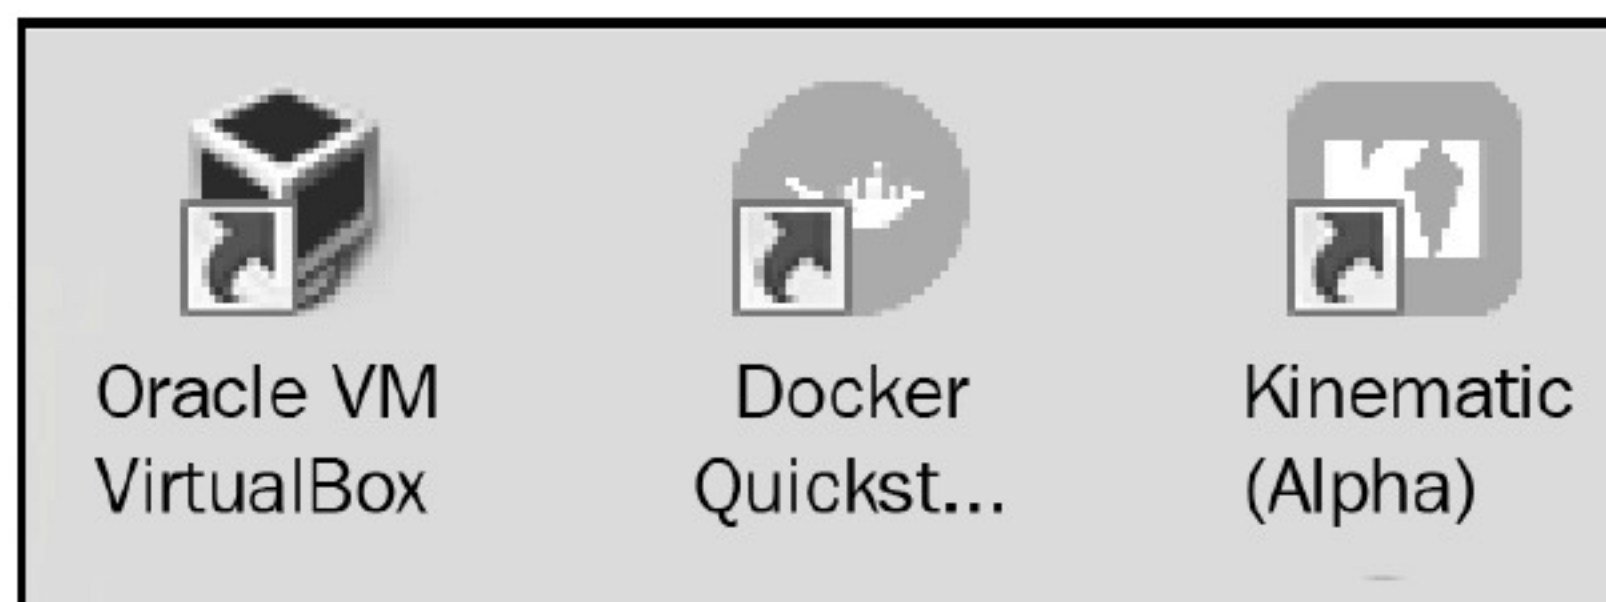 Oracle VM
VirtualBox
Docker
Quickst...
Kinematic
(Alpha)